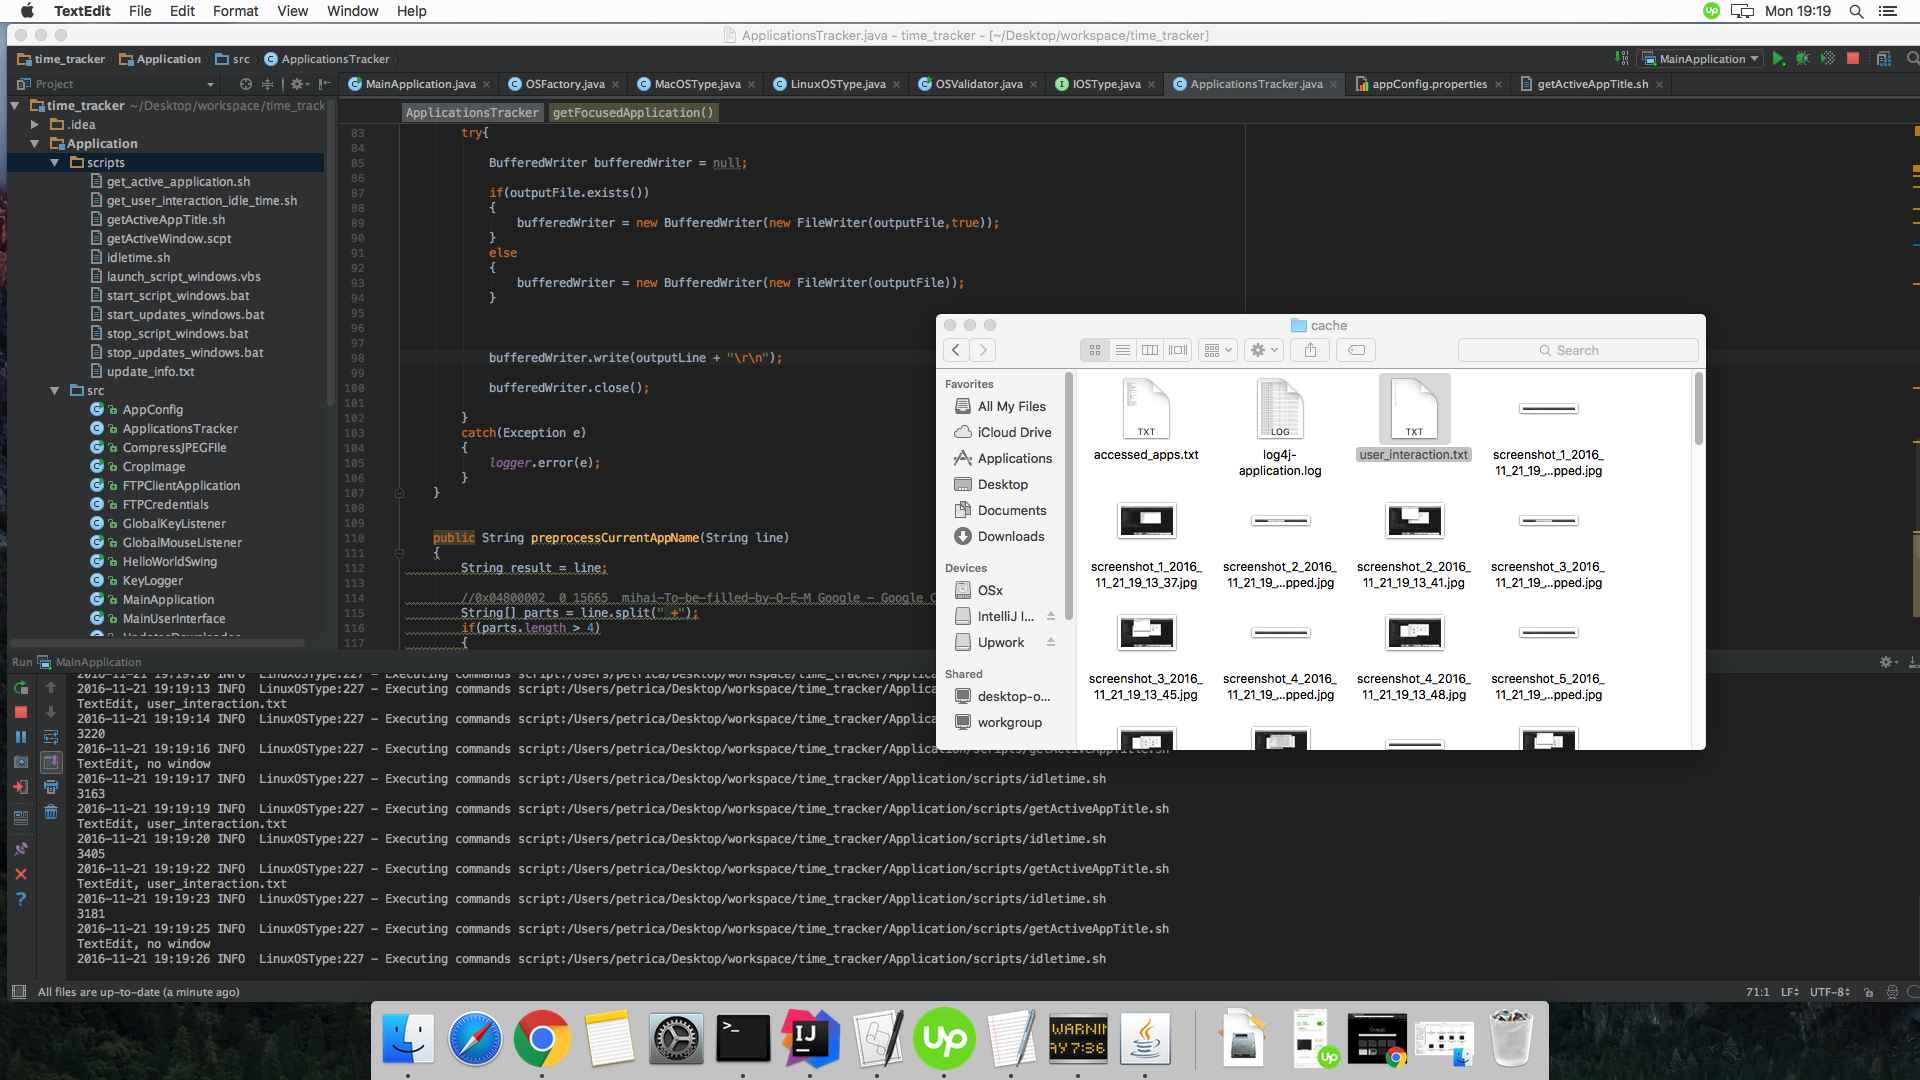 TextEdit File Edit Format View Window Help Mon 19:19
ApplicationsTracker.java - time_tracker - [~/Desktop/workspace/time_tracker]
time_tracker Application src ApplicationsTracker MainApplication
Project
MainApplication.java OSFactory.java MacOSType.java LinuxOSType.java OSValidator.java IOSType.java ApplicationsTracker.java appConfig.properties getActiveAppTitle.sh
time_tracker ~/Desktop/workspace/time_track
.idea
Application
scripts
get_active_application.sh
get_user_interaction_idle_time.sh
getActiveAppTitle.sh
getActiveWindow.scpt
idletime.sh
launch_script_windows.vbs
start_script_windows.bat
start_updates_windows.bat
stop_script_windows.bat
stop_updates_windows.bat
update_info.txt
src
AppConfig
ApplicationsTracker
CompressJPEGFIle
CropImage
FTPClientApplication
FTPCredentials
GlobalKeyListener
GlobalMouseListener
HelloWorldSwing
KeyLogger
MainApplication
MainUserInterface
ApplicationsTracker getFocusedApplication()
83 try{
84
85 BufferedWriter bufferedWriter = null;
86
87 if(outputFile.exists())
88 {
89 bufferedWriter = new BufferedWriter(new FileWriter(outputFile,true));
90 }
91 else
92 {
93 bufferedWriter = new BufferedWriter(new FileWriter(outputFile));
94 }
95
96
97
98 bufferedWriter.write(outputLine + "\r\n");
99
100 bufferedWriter.close();
101
102 }
103 catch(Exception e)
104 {
105 logger.error(e);
106 }
107 }
108
109
110 public String preprocessCurrentAppName(String line)
111 {
112 String result = line;
113
114 //0x04800002 0 15665 mihai-To-be-filled-by-O-E-M Google - Google C
115 String[] parts = line.split(" +");
116 if(parts.length > 4)
117 {
cache
Search
Favorites
All My Files
iCloud Drive
Applications
Desktop
Documents
Downloads
Devices
OSx
IntelliJ I...
Upwork
Shared
desktop-o...
workgroup
TXT
accessed_apps.txt
LOG
log4j-
application.log
TXT
user_interaction.txt
screenshot_1_2016_
11_21_19_...pped.jpg
screenshot_1_2016_
11_21_19_13_37.jpg
screenshot_2_2016_
11_21_19_...pped.jpg
screenshot_2_2016_
11_21_19_13_41.jpg
screenshot_3_2016_
11_21_19_...pped.jpg
screenshot_3_2016_
11_21_19_13_45.jpg
screenshot_4_2016_
11_21_19_...pped.jpg
screenshot_4_2016_
11_21_19_13_48.jpg
screenshot_5_2016_
11_21_19_...pped.jpg
Run MainApplication
2016-11-21 19:19:13 INFO LinuxOSType:227 - Executing commands script:/Users/petrica/Desktop/workspace/time_tracker/Applica
TextEdit, user_interaction.txt
2016-11-21 19:19:14 INFO LinuxOSType:227 - Executing commands script:/Users/petrica/Desktop/workspace/time_tracker/Applica
3220
2016-11-21 19:19:16 INFO LinuxOSType:227 - Executing commands script:/Users/petrica/Desktop/workspace/time_tracker/Application/scripts/getActiveAppTitle.sh
TextEdit, no window
2016-11-21 19:19:17 INFO LinuxOSType:227 - Executing commands script:/Users/petrica/Desktop/workspace/time_tracker/Application/scripts/idletime.sh
3163
2016-11-21 19:19:19 INFO LinuxOSType:227 - Executing commands script:/Users/petrica/Desktop/workspace/time_tracker/Application/scripts/getActiveAppTitle.sh
TextEdit, user_interaction.txt
2016-11-21 19:19:20 INFO LinuxOSType:227 - Executing commands script:/Users/petrica/Desktop/workspace/time_tracker/Application/scripts/idletime.sh
3405
2016-11-21 19:19:22 INFO LinuxOSType:227 - Executing commands script:/Users/petrica/Desktop/workspace/time_tracker/Application/scripts/getActiveAppTitle.sh
TextEdit, user_interaction.txt
2016-11-21 19:19:23 INFO LinuxOSType:227 - Executing commands script:/Users/petrica/Desktop/workspace/time_tracker/Application/scripts/idletime.sh
3181
2016-11-21 19:19:25 INFO LinuxOSType:227 - Executing commands script:/Users/petrica/Desktop/workspace/time_tracker/Application/scripts/getActiveAppTitle.sh
TextEdit, no window
2016-11-21 19:19:26 INFO LinuxOSType:227 - Executing commands script:/Users/petrica/Desktop/workspace/time_tracker/Application/scripts/idletime.sh
All files are up-to-date (a minute ago) 71:1 LF UTF-8
IJ
Up
WARNIN
AY 7:36